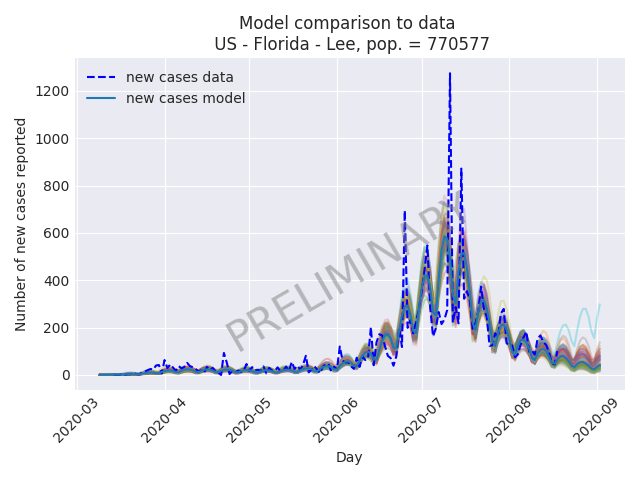 Model comparison to data
US - Florida - Lee, pop. = 770577
new cases data
new cases model
Number of new cases reported
1200
1000
800
600
400
200
0
PRELIMINARY
2020-03
2020-04
2020-05
2020-06
2020-07
2020-08
2020-09
Day